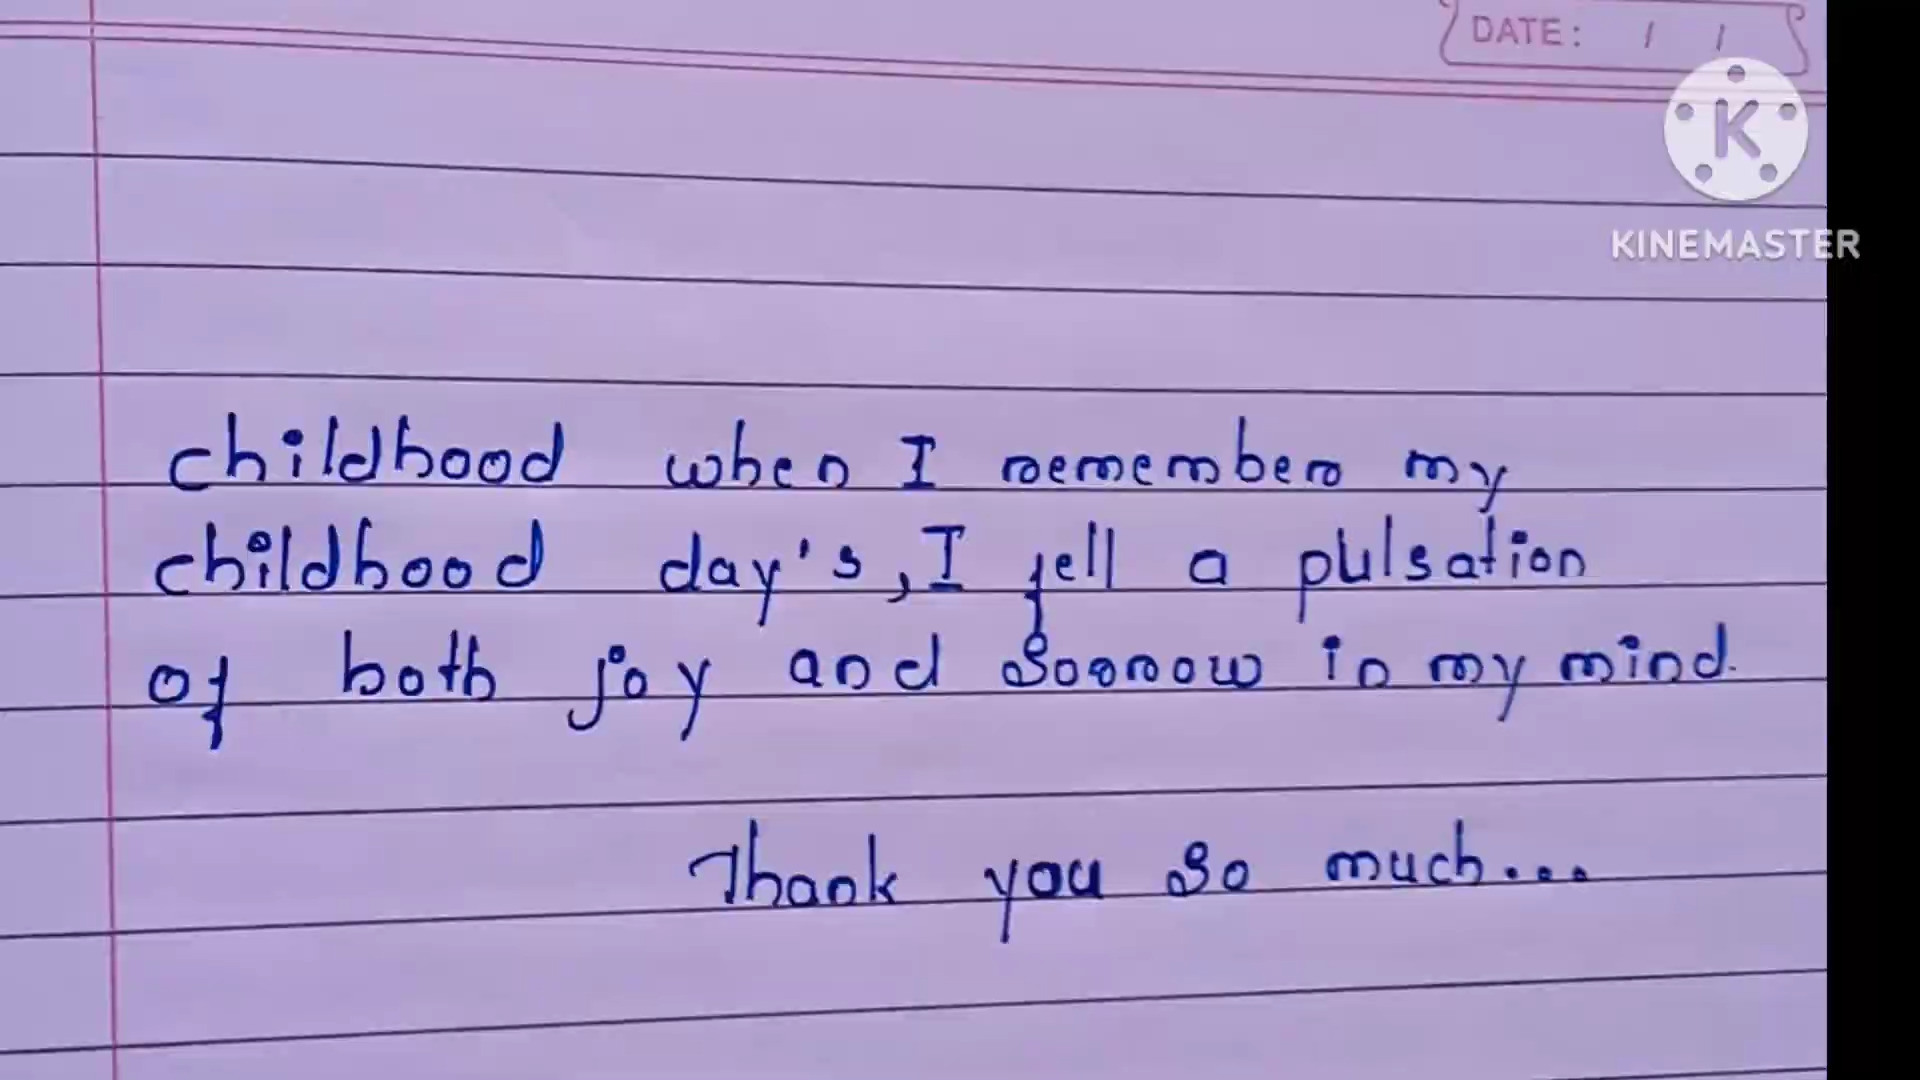 DATE: / /
KINEMASTER
childhood when I remember my
childhood day's, I fell a pulsation
of both joy and sorrow in my mind.
Thank you so much...